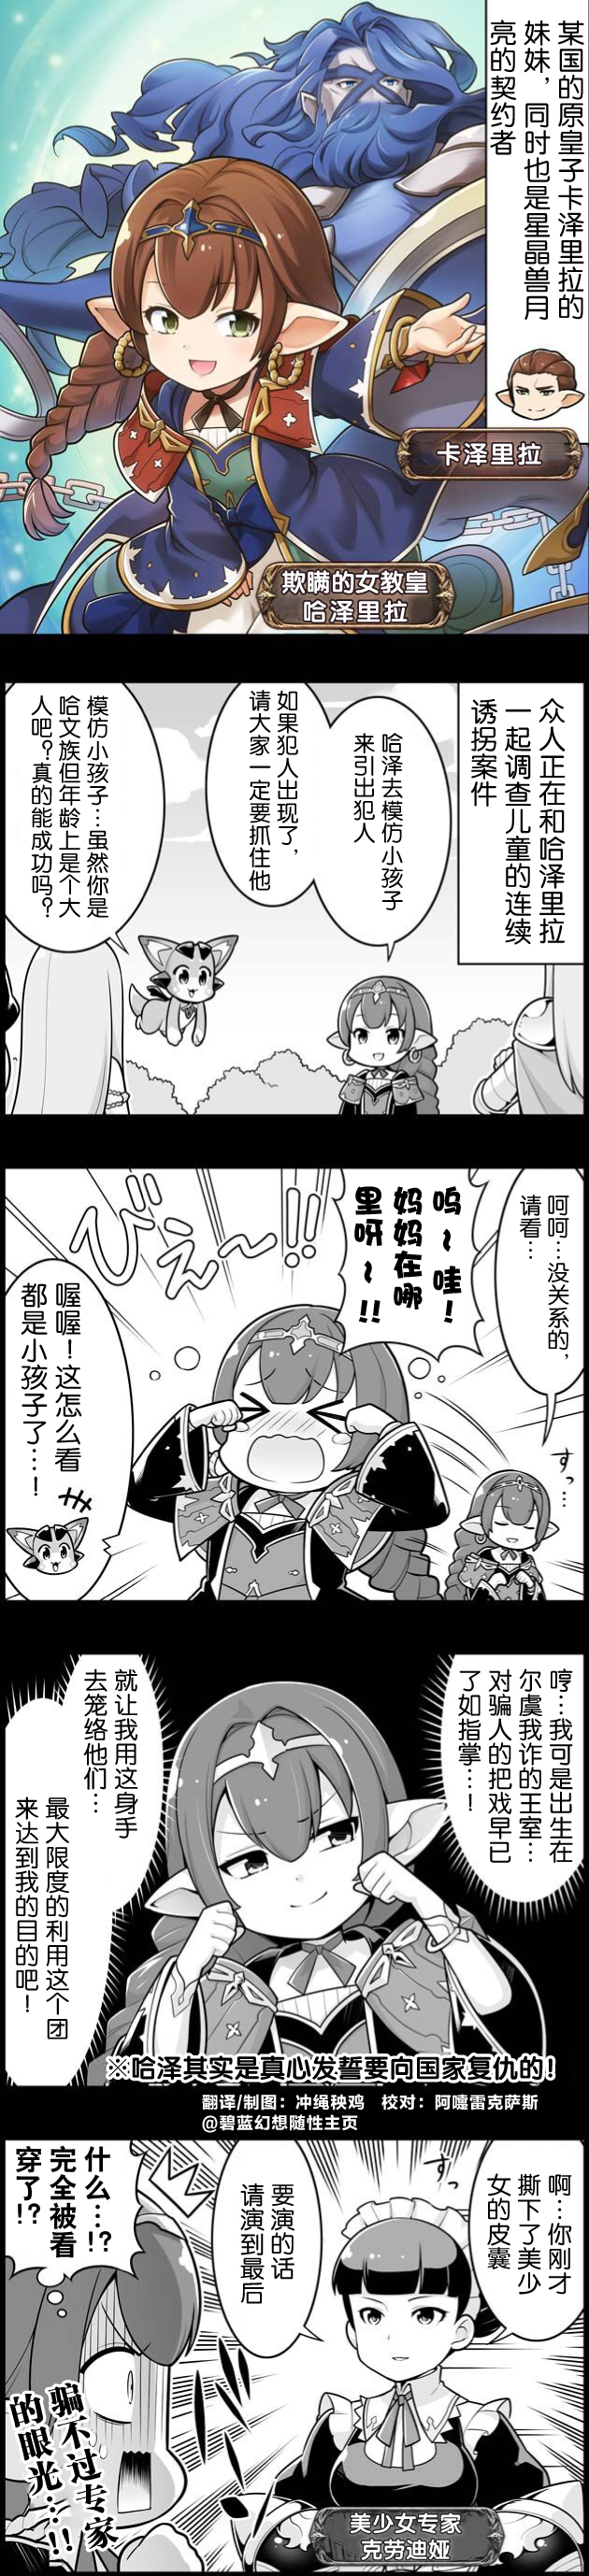 某国的原皇子卡泽里拉的
妹妹，同时也是星晶兽月
亮的契约者
卡泽里拉
欺瞒的女教皇
哈泽里拉
众人正在和哈泽里拉
一起调查儿童的连续
诱拐案件
哈泽去模仿小孩子
来引出犯人
如果犯人出现了，
请大家一定要抓住他
模仿小孩子…虽然你是
哈文族但年龄上是个大
人吧？真的能成功吗？
呵呵…没关系的，
请看…
すっ…
呜～哇！
妈妈在哪
里呀～！！
びえ～～!!
喔喔！这怎么看
都是小孩子了…！
哼…我可是出生在
尔虞我诈的王室…
对骗人的把戏早已
了如指掌…！
就让我用这身手
去笼络他们…
最大限度的利用这个团
来达到我的目的吧！
※哈泽其实是真心发誓要向国家复仇的！
翻译/制图：冲绳秧鸡 校对：阿嚏雷克萨斯
@碧蓝幻想随性主页
啊…你刚才
撕下了美少
女的皮囊
すっ
要演的话
请演到最后
什么…!?
完全被看
穿了!?
骗不过专家
的眼光…!!
美少女专家
克劳迪娅